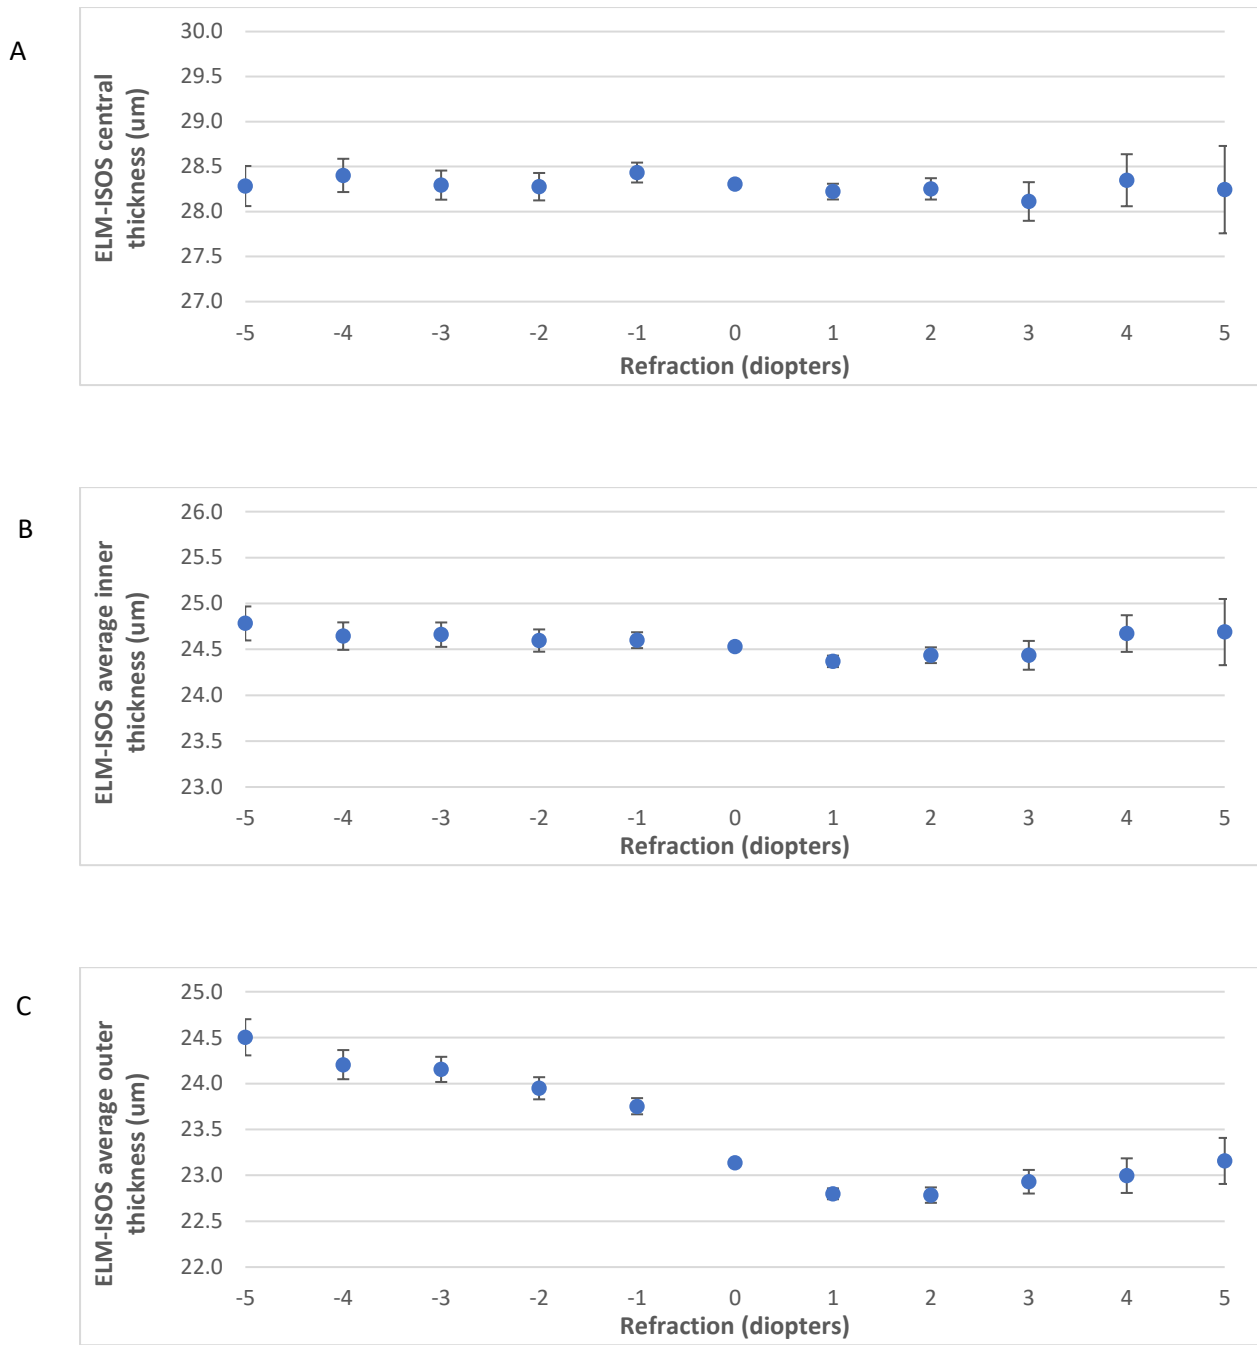 A
ELM-ISOS central
thickness (um)
30.0
29.5
29.0
28.5
28.0
27.5
27.0
-5 -4 -3 -2 -1 0 1 2 3 4 5
Refraction (diopters)
B
ELM-ISOS average inner
thickness (um)
26.0
25.5
25.0
24.5
24.0
23.5
23.0
-5 -4 -3 -2 -1 0 1 2 3 4 5
Refraction (diopters)
C
ELM-ISOS average outer
thickness (um)
25.0
24.5
24.0
23.5
23.0
22.5
22.0
-5 -4 -3 -2 -1 0 1 2 3 4 5
Refraction (diopters)